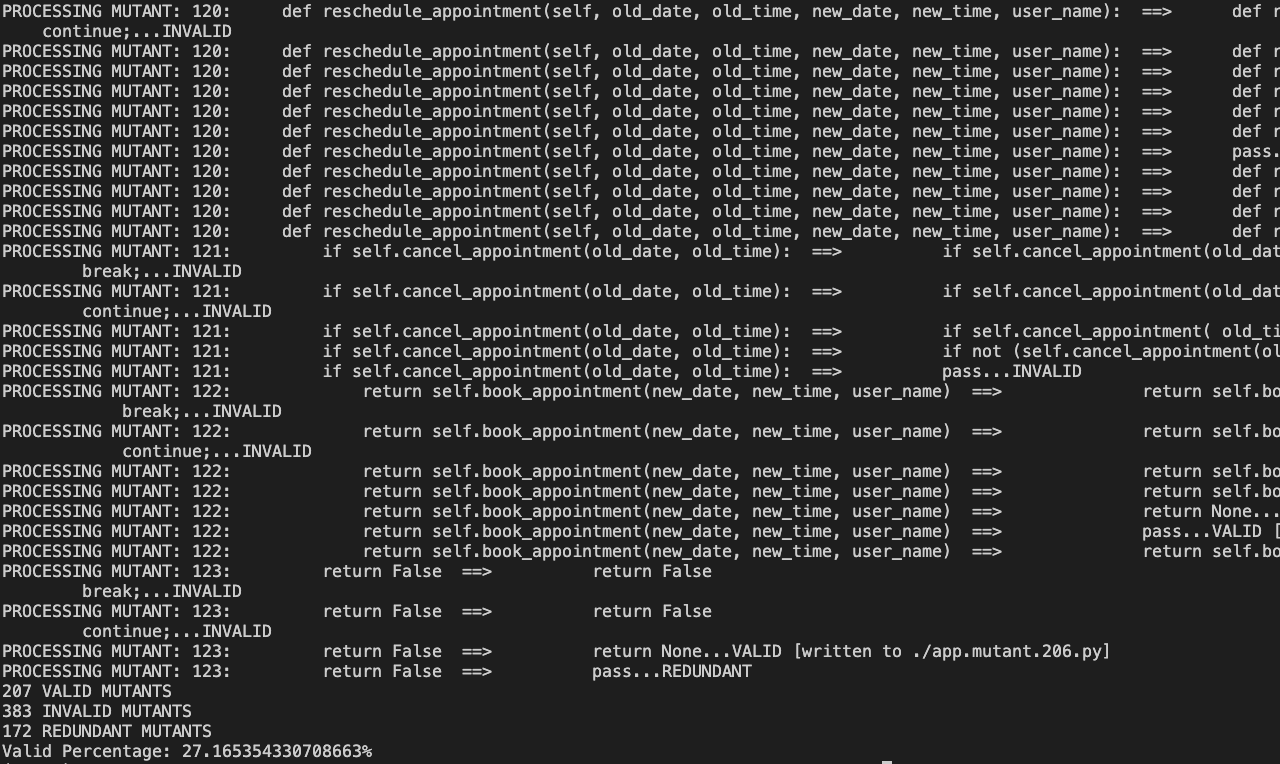 PROCESSING MUTANT: 120:     def reschedule_appointment(self, old_date, old_time, new_date, new_time, user_name):  ==>      def r
    continue;...INVALID
PROCESSING MUTANT: 120:     def reschedule_appointment(self, old_date, old_time, new_date, new_time, user_name):  ==>      def r
PROCESSING MUTANT: 120:     def reschedule_appointment(self, old_date, old_time, new_date, new_time, user_name):  ==>      def r
PROCESSING MUTANT: 120:     def reschedule_appointment(self, old_date, old_time, new_date, new_time, user_name):  ==>      def r
PROCESSING MUTANT: 120:     def reschedule_appointment(self, old_date, old_time, new_date, new_time, user_name):  ==>      def r
PROCESSING MUTANT: 120:     def reschedule_appointment(self, old_date, old_time, new_date, new_time, user_name):  ==>      def r
PROCESSING MUTANT: 120:     def reschedule_appointment(self, old_date, old_time, new_date, new_time, user_name):  ==>      pass.
PROCESSING MUTANT: 120:     def reschedule_appointment(self, old_date, old_time, new_date, new_time, user_name):  ==>      def r
PROCESSING MUTANT: 120:     def reschedule_appointment(self, old_date, old_time, new_date, new_time, user_name):  ==>      def r
PROCESSING MUTANT: 120:     def reschedule_appointment(self, old_date, old_time, new_date, new_time, user_name):  ==>      def r
PROCESSING MUTANT: 120:     def reschedule_appointment(self, old_date, old_time, new_date, new_time, user_name):  ==>      def r
PROCESSING MUTANT: 121:         if self.cancel_appointment(old_date, old_time):  ==>          if self.cancel_appointment(old_dat
        break;...INVALID
PROCESSING MUTANT: 121:         if self.cancel_appointment(old_date, old_time):  ==>          if self.cancel_appointment(old_dat
        continue;...INVALID
PROCESSING MUTANT: 121:         if self.cancel_appointment(old_date, old_time):  ==>          if self.cancel_appointment( old_ti
PROCESSING MUTANT: 121:         if self.cancel_appointment(old_date, old_time):  ==>          if not (self.cancel_appointment(ol
PROCESSING MUTANT: 121:         if self.cancel_appointment(old_date, old_time):  ==>          pass...INVALID
PROCESSING MUTANT: 122:             return self.book_appointment(new_date, new_time, user_name)  ==>              return self.bo
            break;...INVALID
PROCESSING MUTANT: 122:             return self.book_appointment(new_date, new_time, user_name)  ==>              return self.bo
            continue;...INVALID
PROCESSING MUTANT: 122:             return self.book_appointment(new_date, new_time, user_name)  ==>              return self.bo
PROCESSING MUTANT: 122:             return self.book_appointment(new_date, new_time, user_name)  ==>              return self.bo
PROCESSING MUTANT: 122:             return self.book_appointment(new_date, new_time, user_name)  ==>              return None...
PROCESSING MUTANT: 122:             return self.book_appointment(new_date, new_time, user_name)  ==>              pass...VALID [
PROCESSING MUTANT: 122:             return self.book_appointment(new_date, new_time, user_name)  ==>              return self.bo
PROCESSING MUTANT: 123:         return False  ==>          return False
        break;...INVALID
PROCESSING MUTANT: 123:         return False  ==>          return False
        continue;...INVALID
PROCESSING MUTANT: 123:         return False  ==>          return None...VALID [written to ./app.mutant.206.py]
PROCESSING MUTANT: 123:         return False  ==>          pass...REDUNDANT
207 VALID MUTANTS
383 INVALID MUTANTS
172 REDUNDANT MUTANTS
Valid Percentage: 27.165354330708663%